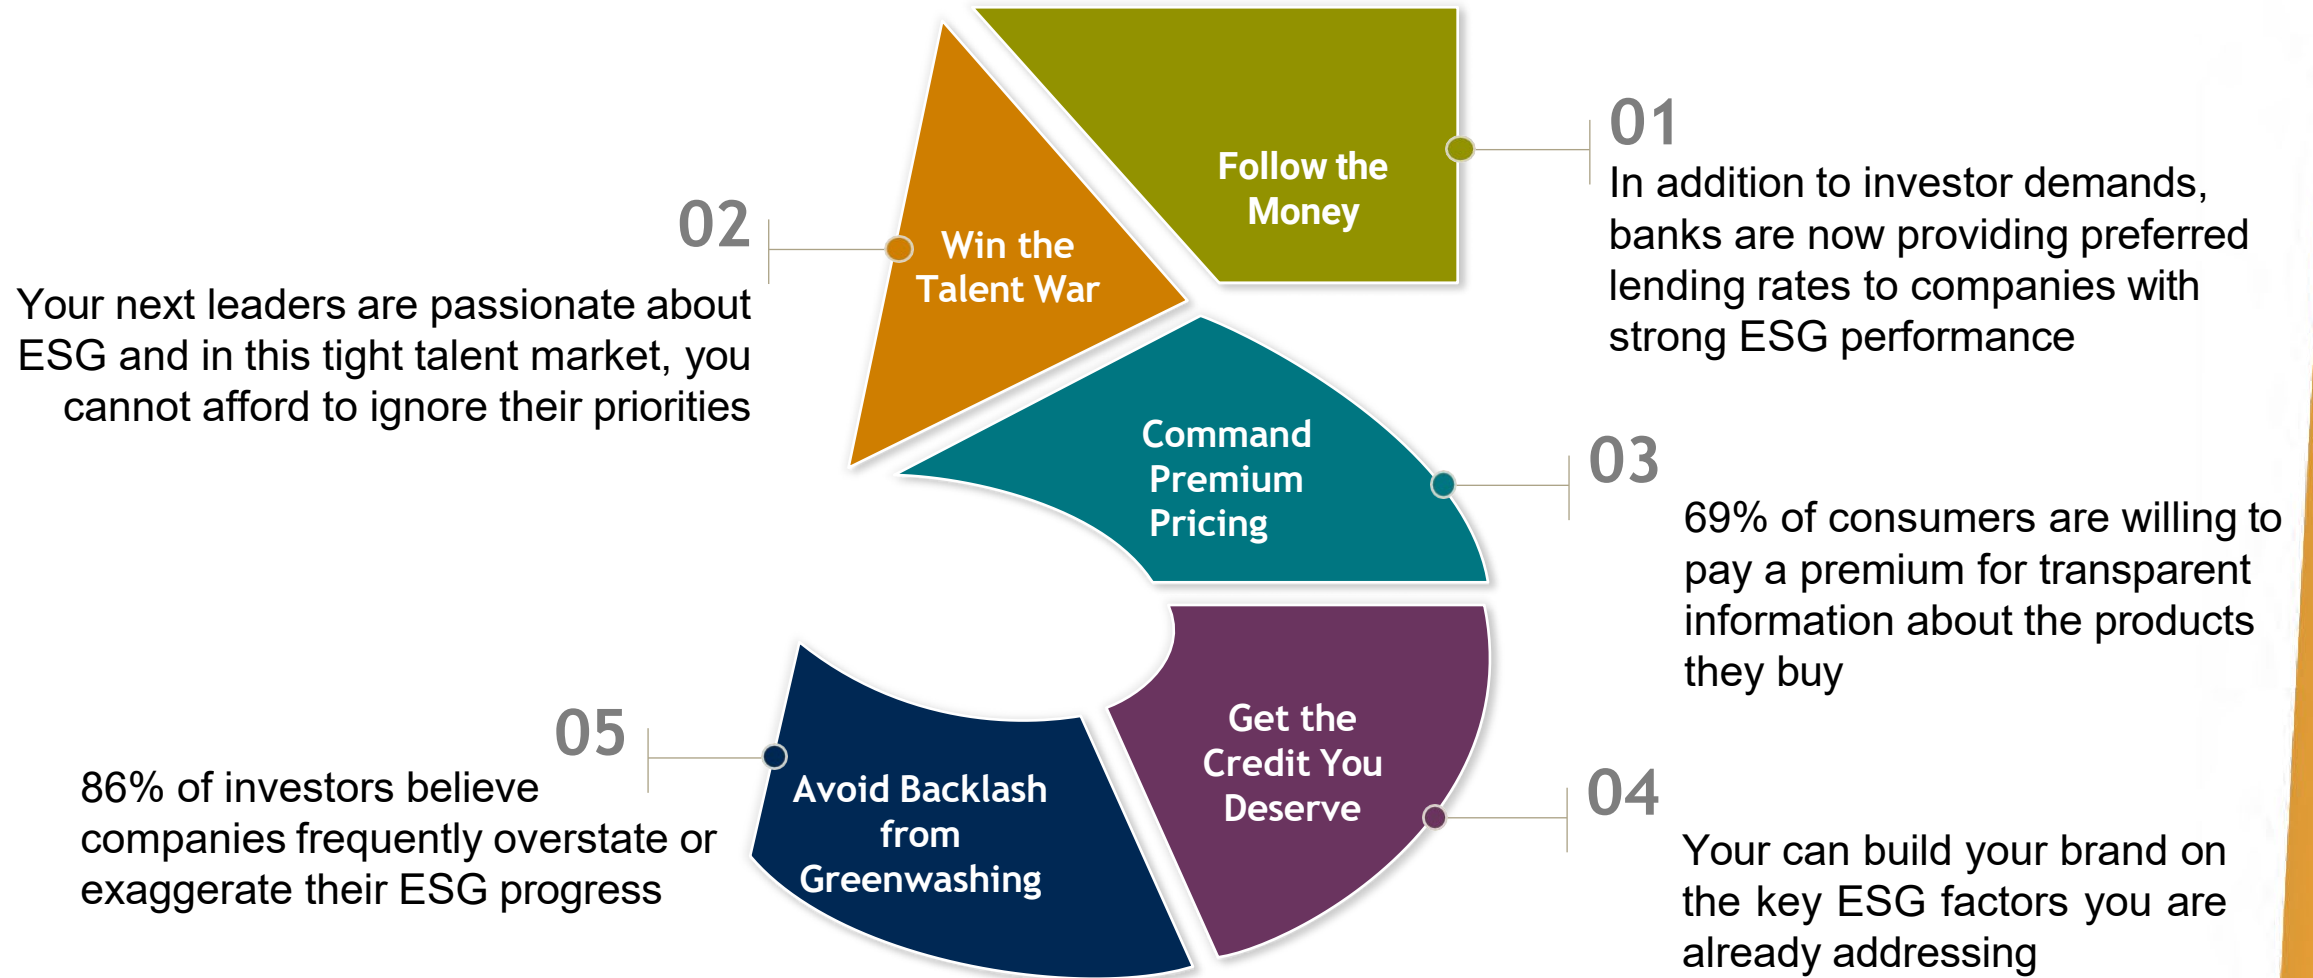 Follow the
Money
01
In addition to investor demands,
banks are now providing preferred
lending rates to companies with
strong ESG performance
02
Win the
Talent War
Your next leaders are passionate about
ESG and in this tight talent market, you
cannot afford to ignore their priorities
Command
Premium
Pricing
03
69% of consumers are willing to
pay a premium for transparent
information about the products
they buy
Get the
Credit You
Deserve
04
Your can build your brand on
the key ESG factors you are
already addressing
05
Avoid Backlash
from
Greenwashing
86% of investors believe
companies frequently overstate or
exaggerate their ESG progress